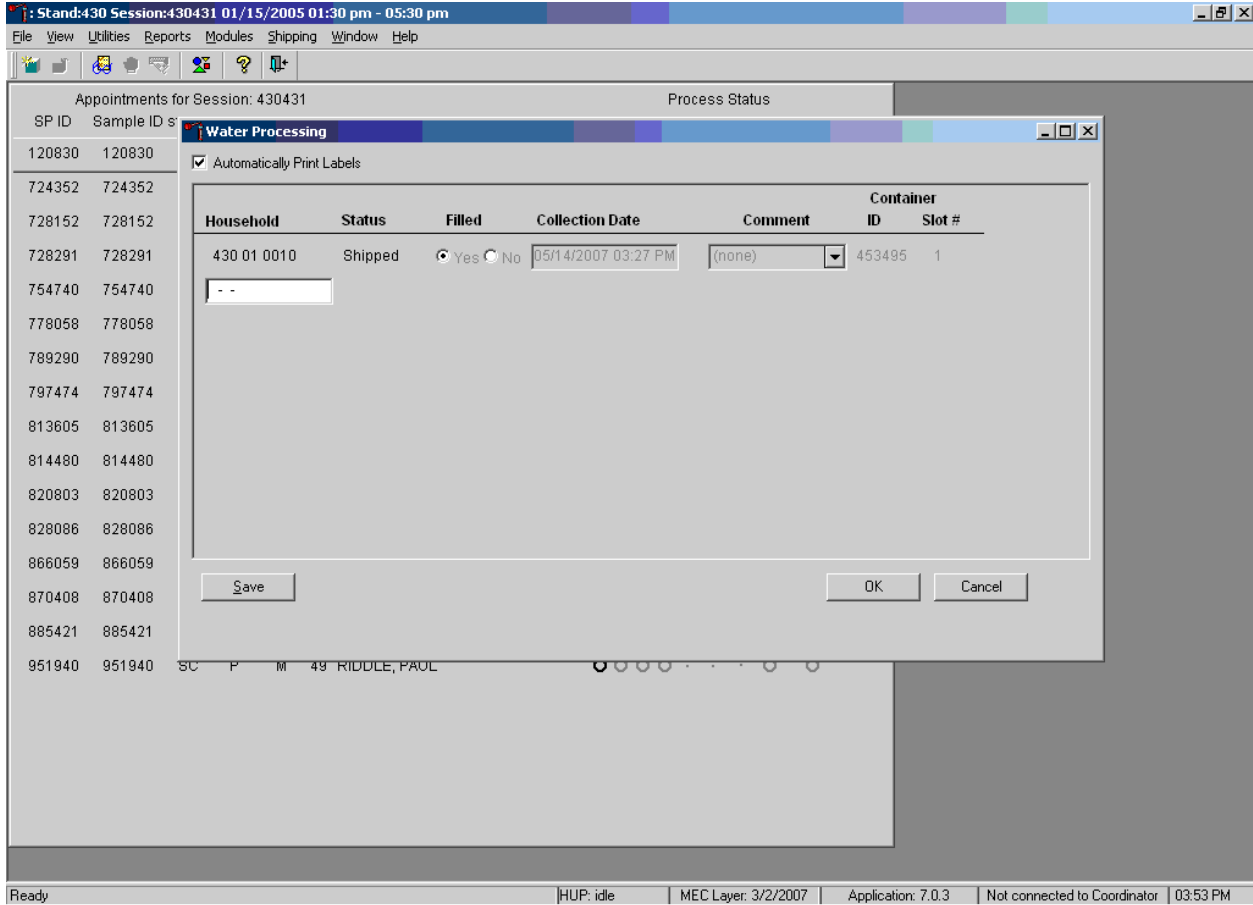 : Stand:430 Session:430431 01/15/2005 01:30 pm - 05:30 pm
File View Utilities Reports Modules Shipping Window Help
Appointments for Session: 430431 Process Status
SP ID Sample ID
Water Processing
Automatically Print Labels
Container
Household Status Filled Collection Date Comment ID Slot #
430 01 0010 Shipped Yes No 05/14/2007 03:27 PM (none) 453495 1
- -
120830 120830
724352 724352
728152 728152
728291 728291
754740 754740
778058 778058
789290 789290
797474 797474
813605 813605
814480 814480
820803 820803
828086 828086
866059 866059
870408 870408
885421 885421
951940 951940 SC P M 49 RIDDLE, PAUL
Save OK Cancel
Ready HUP: idle MEC Layer: 3/2/2007 Application: 7.0.3 Not connected to Coordinator 03:53 PM